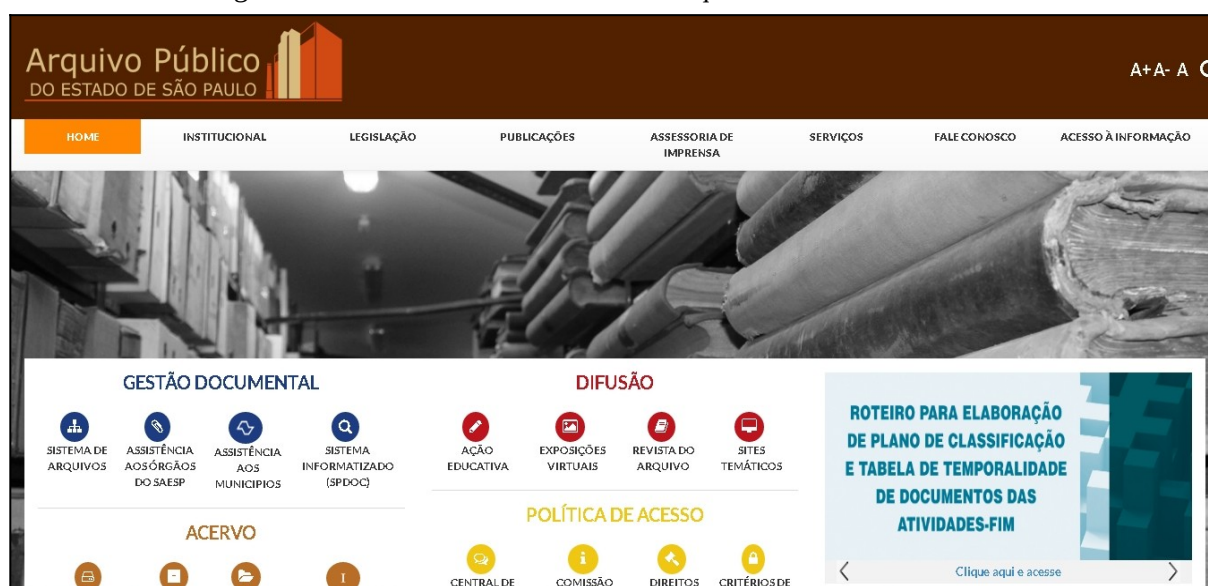 Arquivo Público
DO ESTADO DE SÃO PAULO
A+ A- A
HOME
INSTITUCIONAL
LEGISLAÇÃO
PUBLICAÇÕES
ASSESSORIA DE
IMPRENSA
SERVIÇOS
FALE CONOSCO
ACESSO À INFORMAÇÃO
GESTÃO DOCUMENTAL
SISTEMA DE
ARQUIVOS
ASSISTÊNCIA
AOS ÓRGÃOS
DO SAESP
ASSISTÊNCIA
AOS
MUNICIPIOS
SISTEMA
INFORMATIZADO
(SPDOC)
ACERVO
DIFUSÃO
AÇÃO
EDUCATIVA
EXPOSIÇÕES
VIRTUAIS
REVISTA DO
ARQUIVO
SITES
TEMÁTICOS
POLÍTICA DE ACESSO
CENTRAL DE
COMISSÃO
DIREITOS
CRITÉRIOS DE
ROTEIRO PARA ELABORAÇÃO
DE PLANO DE CLASSIFICAÇÃO
E TABELA DE TEMPORALIDADE
DE DOCUMENTOS DAS
ATIVIDADES-FIM
Clique aqui e acesse